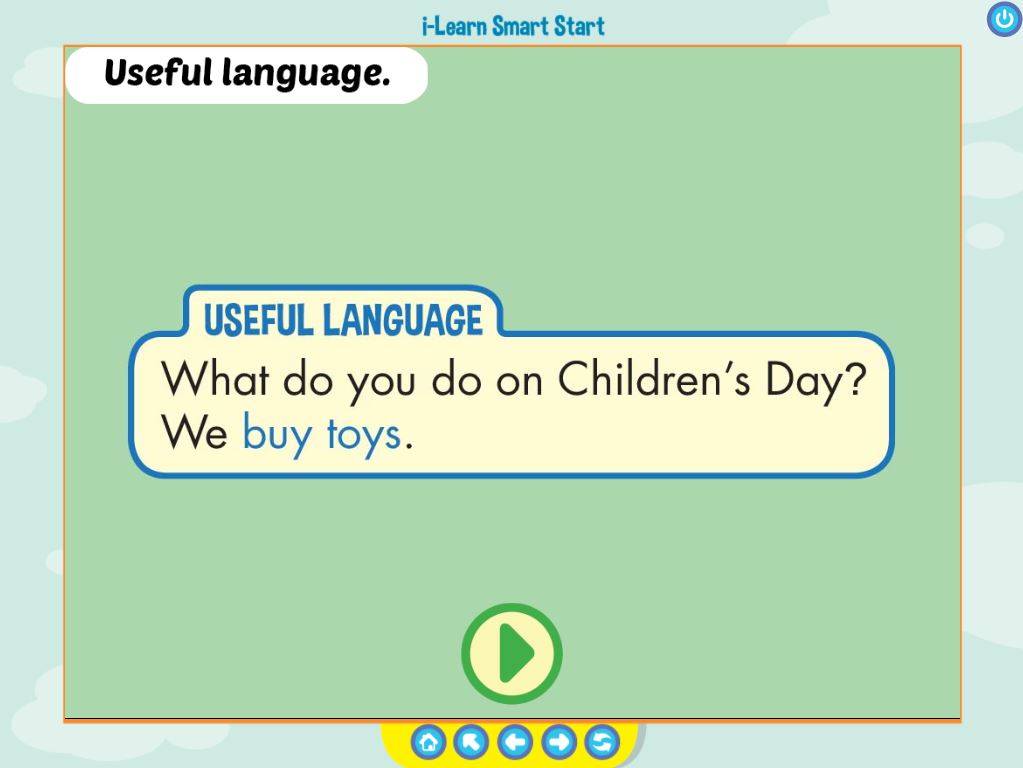 i-Learn Smart Start
Useful language.
USEFUL LANGUAGE
What do you do on Children’s Day?
We buy toys.